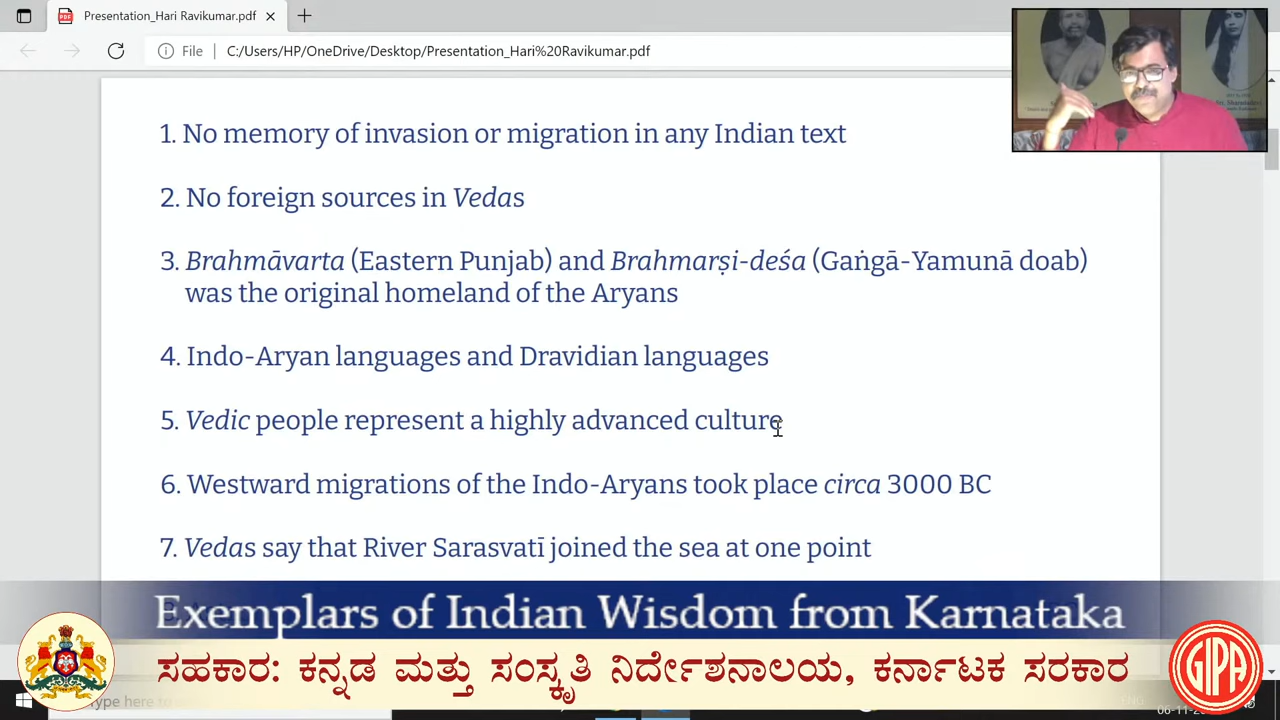 Presentation_Hari Ravikumar.pdf
File
C:/Users/HP/OneDrive/Desktop/Presentation_Hari%20Ravikumar.pdf
1. No memory of invasion or migration in any Indian text
2. No foreign sources in Vedas
3. Brahmāvarta (Eastern Punjab) and Brahmarṣi-deśa (Gaṅgā-Yamunā doab)
was the original homeland of the Aryans
4. Indo-Aryan languages and Dravidian languages
5. Vedic people represent a highly advanced culture
6. Westward migrations of the Indo-Aryans took place circa 3000 BC
7. Vedas say that River Sarasvatī joined the sea at one point
Exemplars of Indian Wisdom from Karnataka
ಸಹಕಾರ: ಕನ್ನಡ ಮತ್ತು ಸಂಸ್ಕೃತಿ ನಿರ್ದೇಶನಾಲಯ, ಕರ್ನಾಟಕ ಸರಕಾರ
GIPA